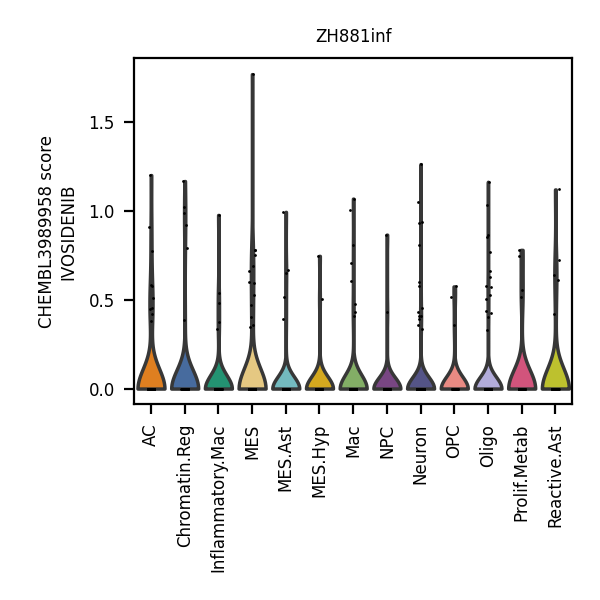 ZH881inf
CHEMBL3989958 score
IVOSIDENIB
1.5
1.0
0.5
0.0
AC
Chromatin.Reg
Inflammatory.Mac
MES
MES.Ast
MES.Hyp
Mac
NPC
Neuron
OPC
Oligo
Prolif.Metab
Reactive.Ast